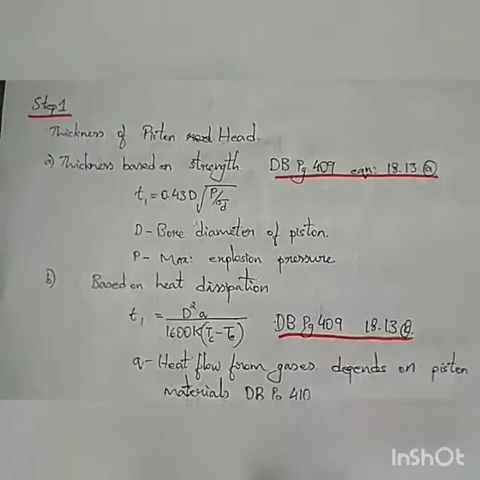 Step 1
Thickness of Piston Head.
a) Thickness based on strength. DB Pg 409 eqn: 18.13 (a)
t₁ = 0.43D √(P/σd)
D - Bore diameter of piston.
P - Max: explosion pressure
b) Based on heat dissipation
t₁ = D²q / 1600K(Tc - Te) DB Pg 409 18.13
q - Heat flow from gases depends on piston
materials DB Pg 410
InShOt